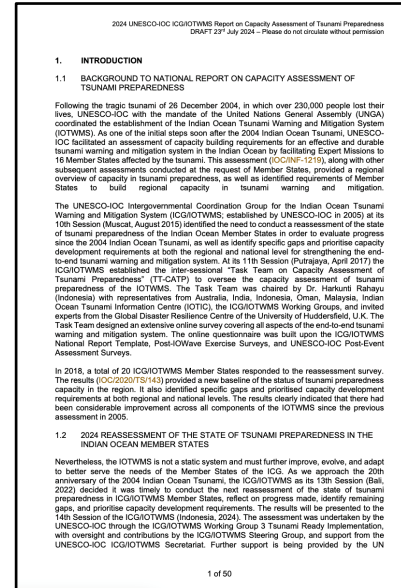 2024 UNESCO-IOC ICG/IOTWMS Report on Capacity Assessment of Tsunami Preparedness
DRAFT 23rd July 2024 – Please do not circulate without permission
1. INTRODUCTION
1.1 BACKGROUND TO NATIONAL REPORT ON CAPACITY ASSESSMENT OF
TSUNAMI PREPAREDNESS
Following the tragic tsunami of 26 December 2004, in which over 230,000 people lost their
lives, UNESCO-IOC with the mandate of the United Nations General Assembly (UNGA)
coordinated the establishment of the Indian Ocean Tsunami Warning and Mitigation System
(IOTWMS). As one of the initial steps soon after the 2004 Indian Ocean Tsunami, UNESCO-
IOC facilitated an assessment of capacity building requirements for an effective and durable
tsunami warning and mitigation system in the Indian Ocean by facilitating Expert Missions to
16 Member States affected by the tsunami. This assessment (IOC/INF-1219), along with other
subsequent assessments conducted at the request of Member States, provided a regional
overview of capacity in tsunami preparedness, as well as identified requirements of Member
States to build regional capacity in tsunami warning and mitigation.
The UNESCO-IOC Intergovernmental Coordination Group for the Indian Ocean Tsunami
Warning and Mitigation System (ICG/IOTWMS; established by UNESCO-IOC in 2005) at its
10th Session (Muscat, August 2015) identified the need to conduct a reassessment of the state
of tsunami preparedness of the Indian Ocean Member States in order to evaluate progress
since the 2004 Indian Ocean Tsunami, as well as identify specific gaps and prioritise capacity
development requirements at both the regional and national level for strengthening the end-
to-end tsunami warning and mitigation system. At its 11th Session (Putrajaya, April 2017) the
ICG/IOTWMS established the inter-sessional "Task Team on Capacity Assessment of
Tsunami Preparedness" (TT-CATP) to oversee the capacity assessment of tsunami
preparedness of the IOTWMS. The Task Team was chaired by Dr. Harkunti Rahayu
(Indonesia) with representatives from Australia, India, Indonesia, Oman, Malaysia, Indian
Ocean Tsunami Information Centre (IOTIC), the ICG/IOTWMS Working Groups, and invited
experts from the Global Disaster Resilience Centre of the University of Huddersfield, U.K. The
Task Team designed an extensive online survey covering all aspects of the end-to-end tsunami
warning and mitigation system. The online questionnaire was built upon the ICG/IOTWMS
National Report Template, Post-IOWave Exercise Surveys, and UNESCO-IOC Post-Event
Assessment Surveys.
In 2018, a total of 20 ICG/IOTWMS Member States responded to the reassessment survey.
The results (IOC/2020/TS/143) provided a new baseline of the status of tsunami preparedness
capacity in the region. It also identified specific gaps and prioritised capacity development
requirements at both regional and national levels. The results clearly indicated that there had
been considerable improvement across all components of the IOTWMS since the previous
assessment in 2005.
1.2 2024 REASSESSMENT OF THE STATE OF TSUNAMI PREPAREDNESS IN THE
INDIAN OCEAN MEMBER STATES
Nevertheless, the IOTWMS is not a static system and must further improve, evolve, and adapt
to better serve the needs of the Member States of the ICG. As we approach the 20th
anniversary of the 2004 Indian Ocean Tsunami, the ICG/IOTWMS as its 13th Session (Bali,
2022) decided it was timely to conduct the next reassessment of the state of tsunami
preparedness in ICG/IOTWMS Member States, reflect on progress made, identify remaining
gaps, and prioritise capacity development requirements. The results will be presented to the
14th Session of the ICG/IOTWMS (Indonesia, 2024). The assessment was undertaken by the
UNESCO-IOC through the ICG/IOTWMS Working Group 3 Tsunami Ready Implementation,
with oversight and contributions by the ICG/IOTWMS Steering Group, and support from the
UNESCO-IOC ICG/IOTWMS Secretariat. Further support is being provided by the UN
1 of 50